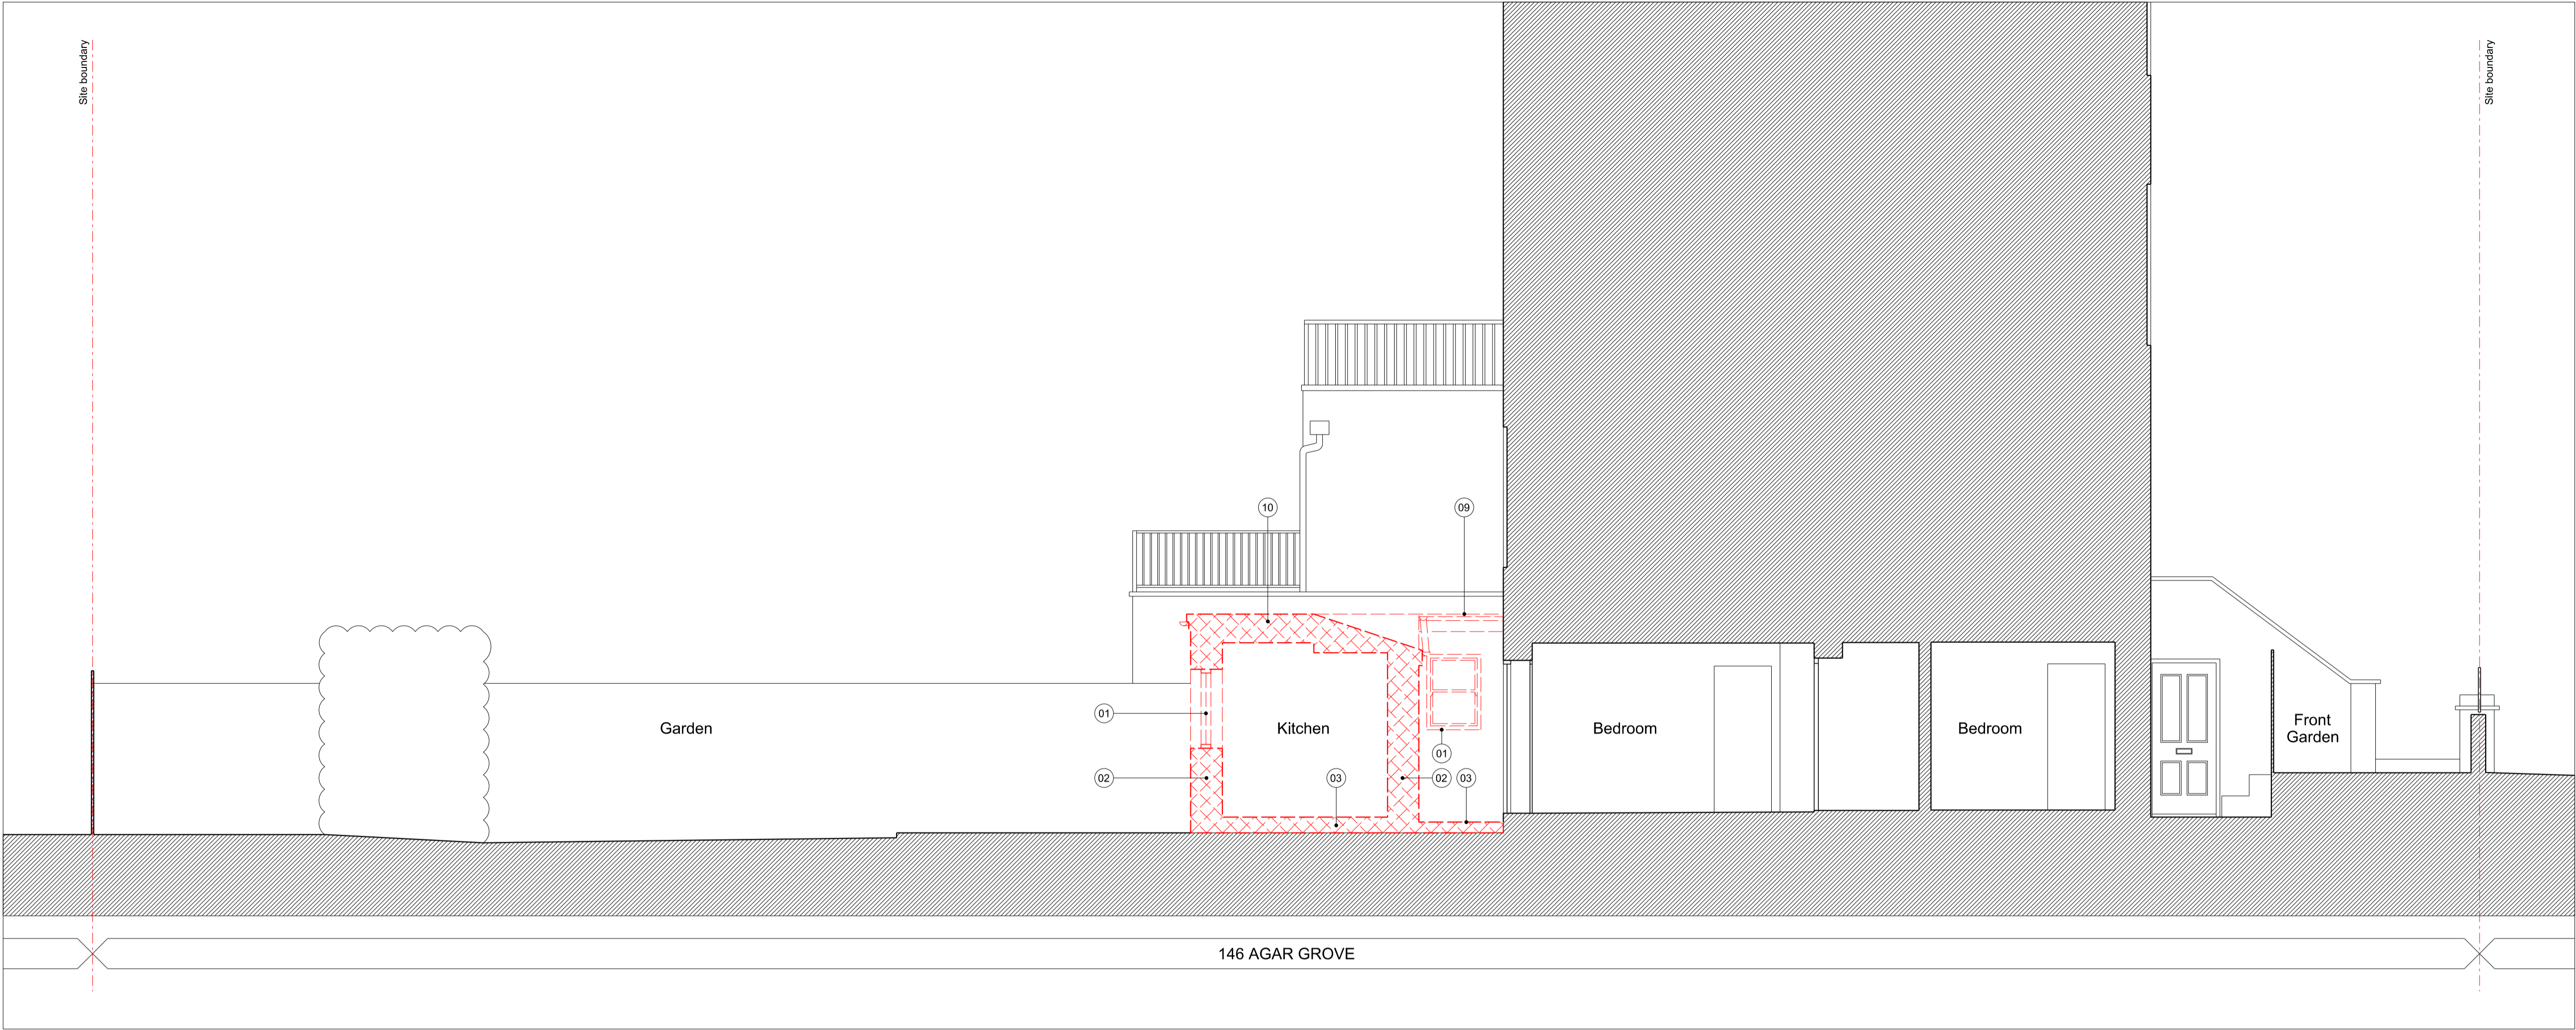 Site boundary
Site boundary
10
09
01
02
03
01
02
03
Garden
Kitchen
Bedroom
Bedroom
Front
Garden
146 AGAR GROVE